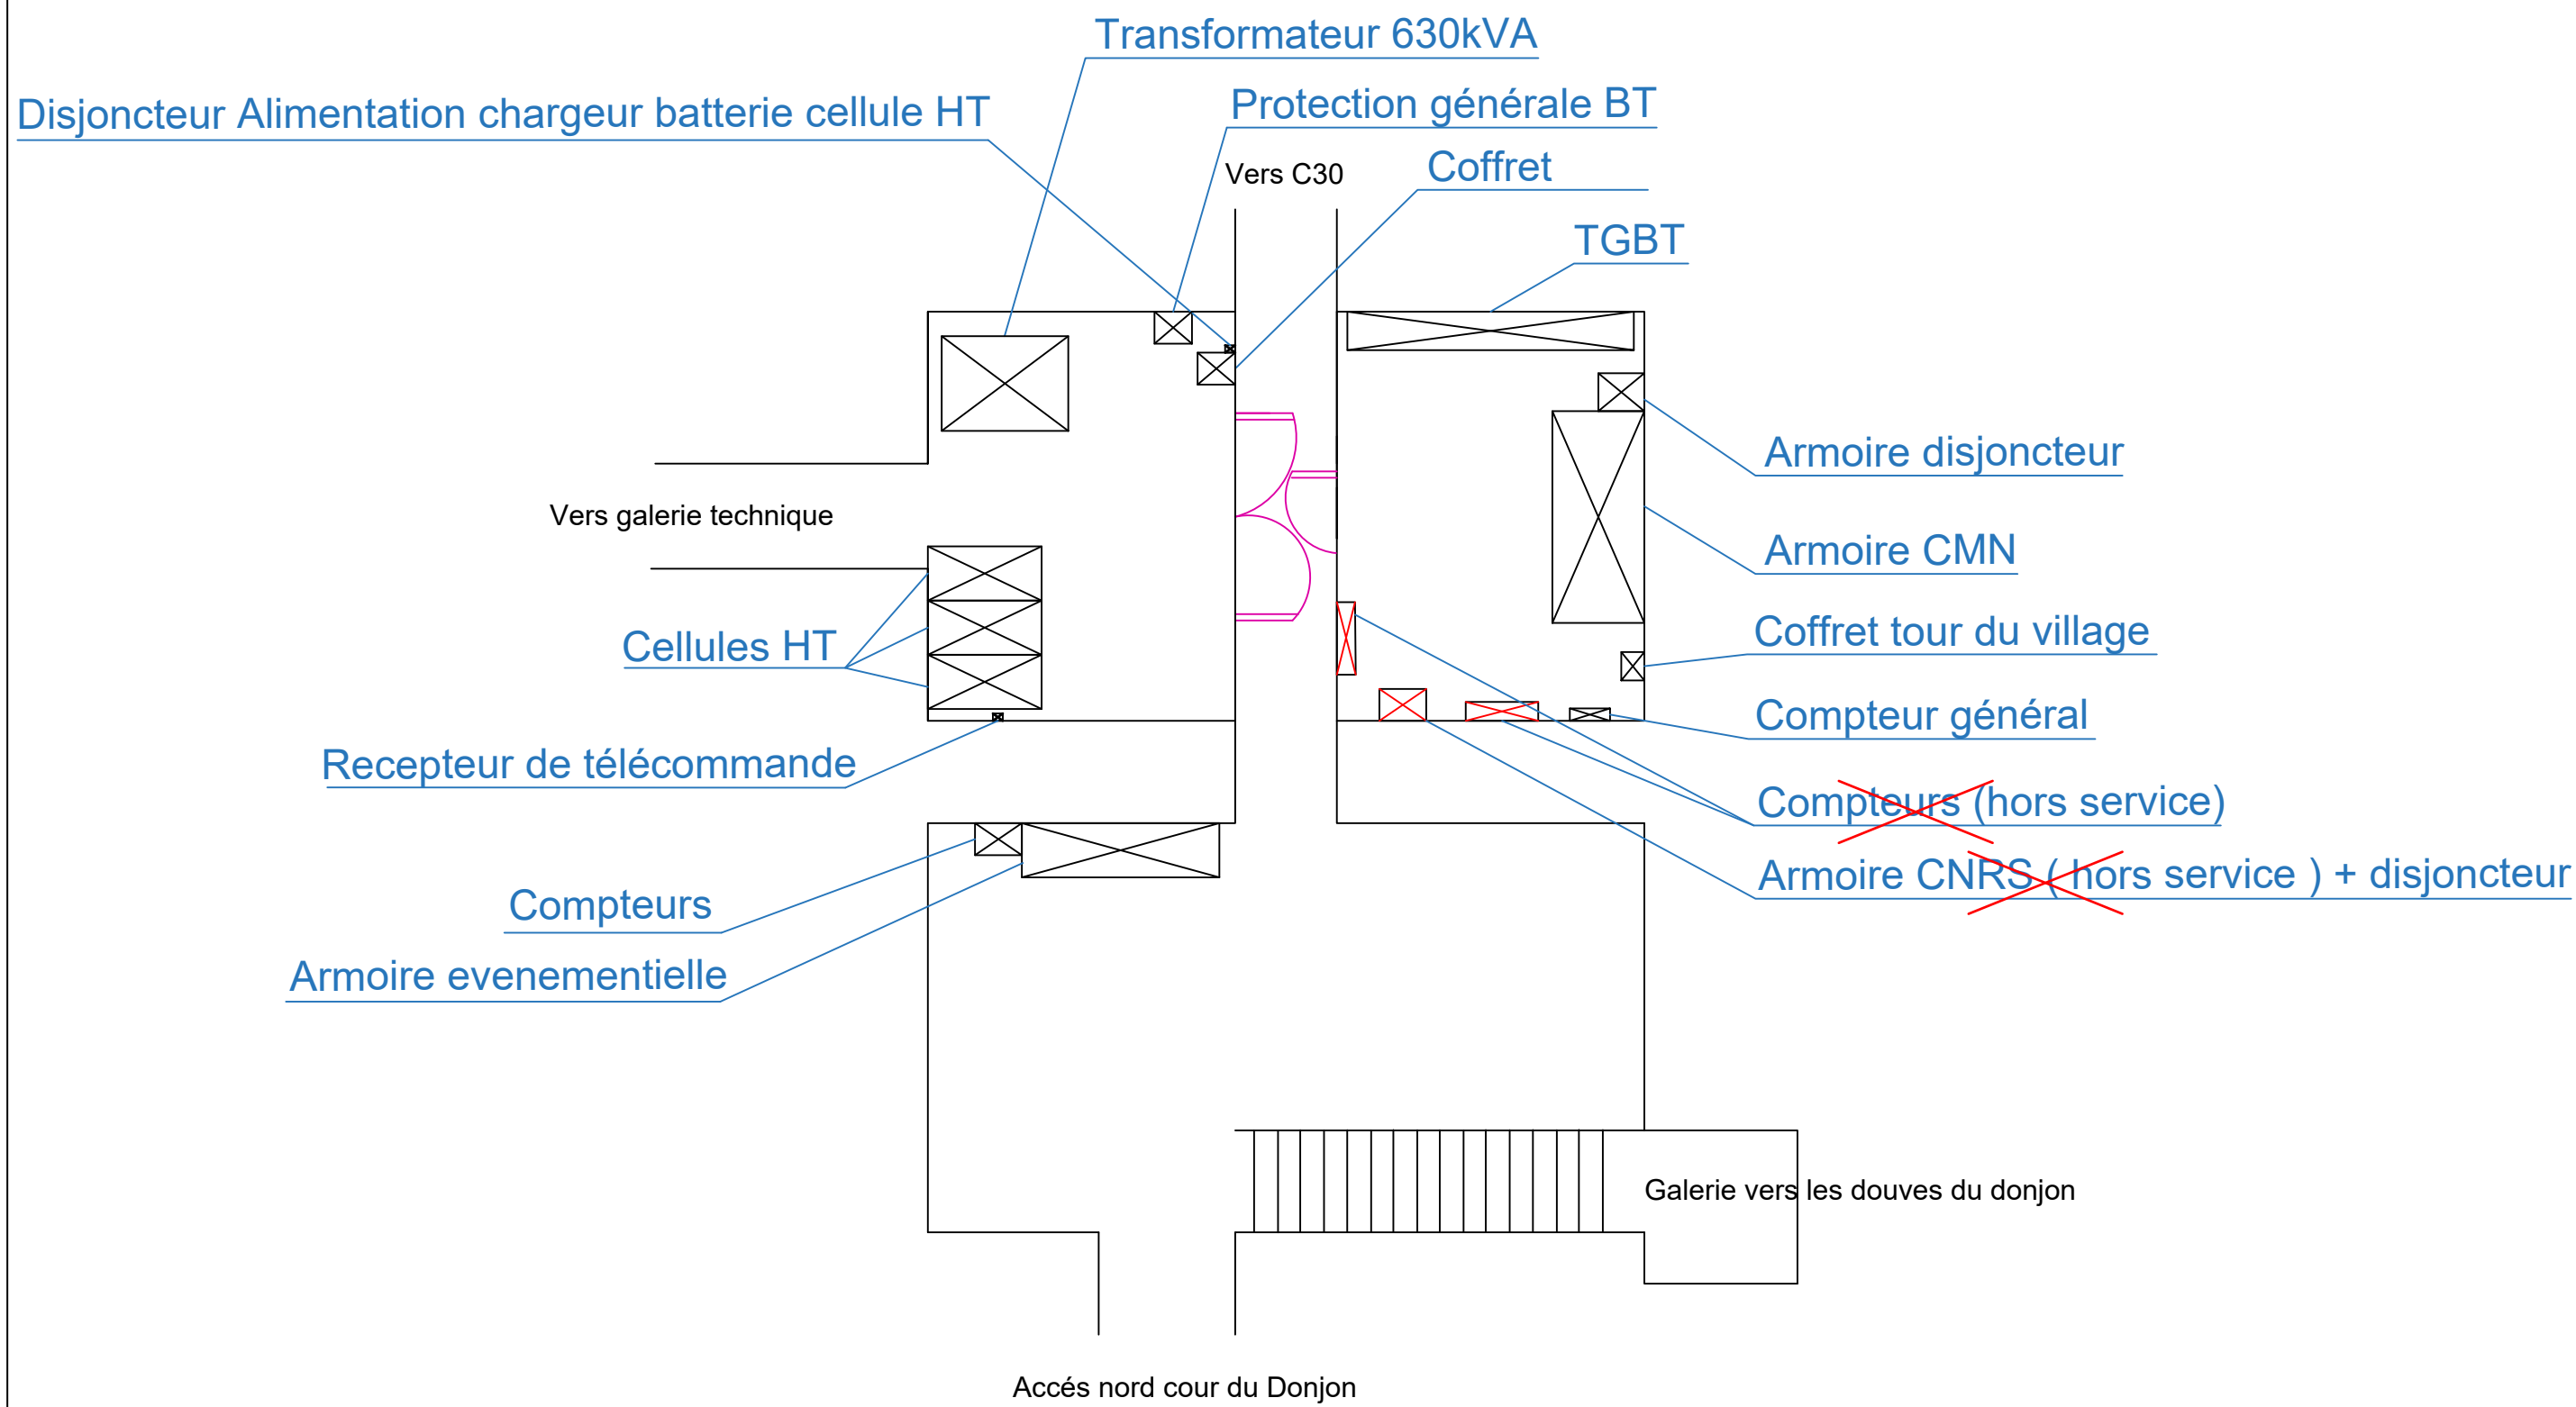 Transformateur 630kVA
Disjoncteur Alimentation chargeur batterie cellule HT
Protection générale BT
Vers C30
Coffret
TGBT
Armoire disjoncteur
Vers galerie technique
Armoire CMN
Cellules HT
Coffret tour du village
Compteur général
Recepteur de télécommande
Compteurs (hors service)
Armoire CNRS ( hors service ) + disjoncteur
Compteurs
Armoire evenementielle
Galerie vers les douves du donjon
Accés nord cour du Donjon